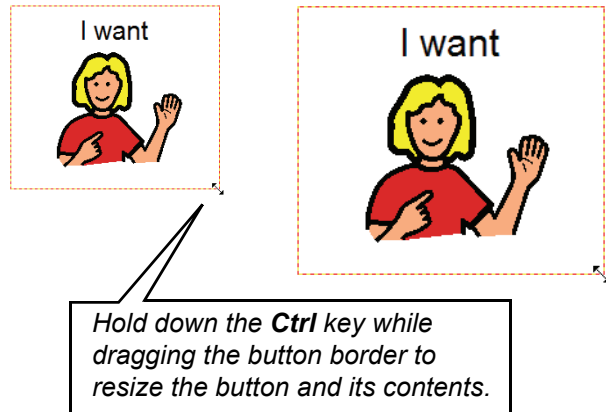 I want
I want
Hold down the Ctrl key while
dragging the button border to
resize the button and its contents.